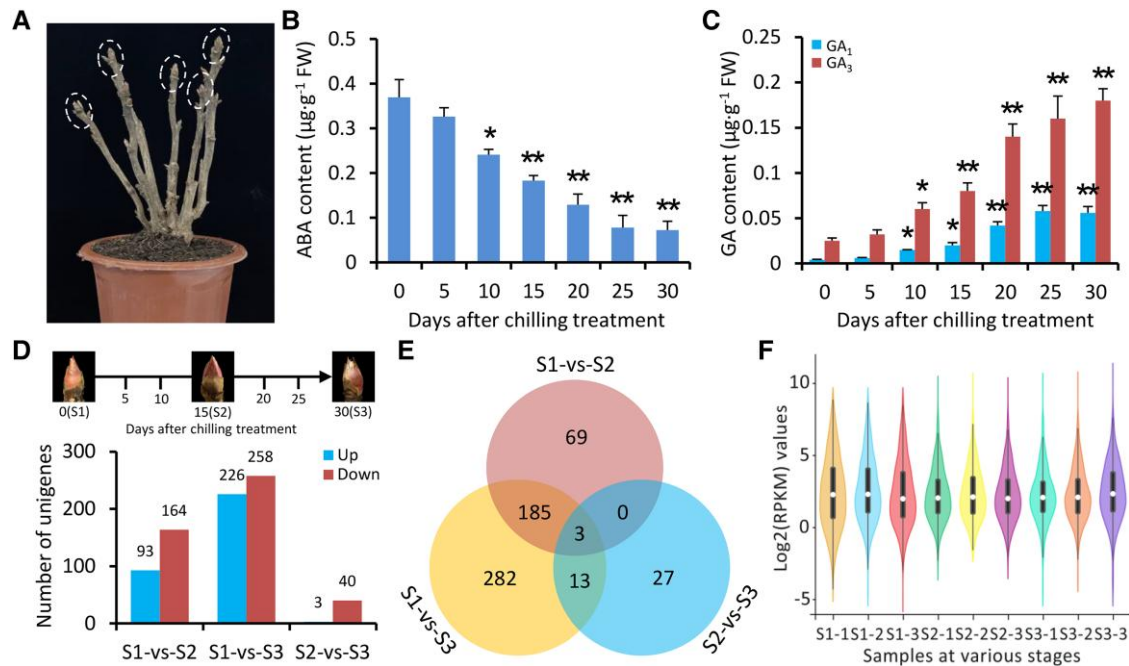 A
B
ABA content (µg·g⁻¹ FW)
0.5
0.4
0.3
0.2
0.1
0
* ** ** ** **
0 5 10 15 20 25 30
Days after chilling treatment
C
GA content (µg·g⁻¹ FW)
0.25
0.2
0.15
0.1
0.05
0
GA₁
GA₃
* ** ** ** **
* * ** ** **
0 5 10 15 20 25 30
Days after chilling treatment
D
0(S1) 5 10 15(S2) 20 25 30(S3)
Days after chilling treatment
Number of unigenes
300
200
100
0
Up
Down
93 164 226 258 3 40
S1-vs-S2 S1-vs-S3 S2-vs-S3
E
S1-vs-S2
69
185 0
3
282 13 27
S1-vs-S3
S2-vs-S3
F
Log2(RPKM) values
10
5
0
-5
S1-1 S1-2 S1-3 S2-1 S2-2 S2-3 S3-1 S3-2 S3-3
Samples at various stages